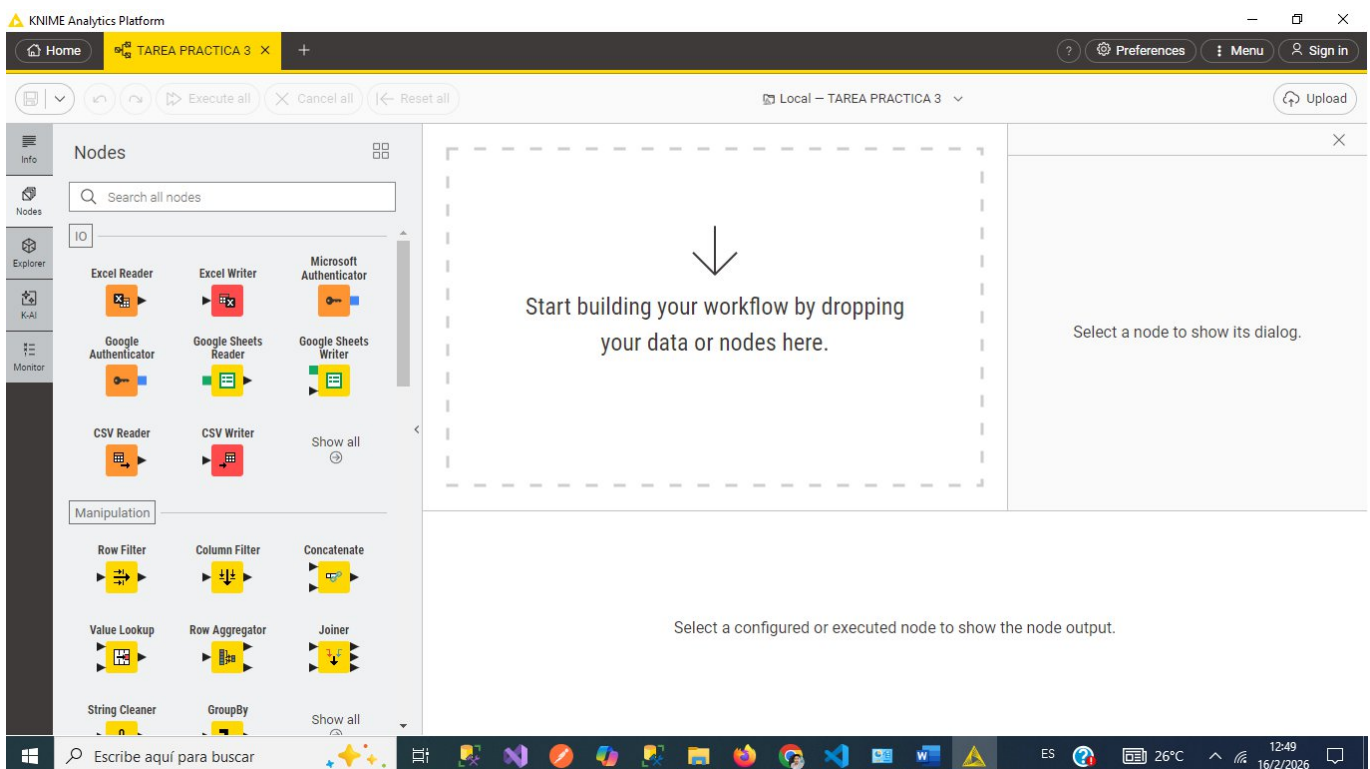 KNIME Analytics Platform
Home
TAREA PRACTICA 3
?
Preferences
Menu
Sign in
Execute all
Cancel all
Reset all
Local — TAREA PRACTICA 3
Upload
Info
Nodes
Explorer
K-AI
Monitor
Nodes
Search all nodes
IO
Excel Reader
Excel Writer
Microsoft
Authenticator
Google
Authenticator
Google Sheets
Reader
Google Sheets
Writer
CSV Reader
CSV Writer
Show all
Manipulation
Row Filter
Column Filter
Concatenate
Value Lookup
Row Aggregator
Joiner
String Cleaner
GroupBy
Show all
Start building your workflow by dropping
your data or nodes here.
Select a node to show its dialog.
Select a configured or executed node to show the node output.
Escribe aquí para buscar
ES
26°C
12:49
16/2/2026